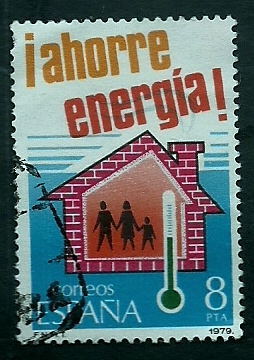 ¡ahorre
energía!
correos
ESPAÑA
8
PTA
1979.